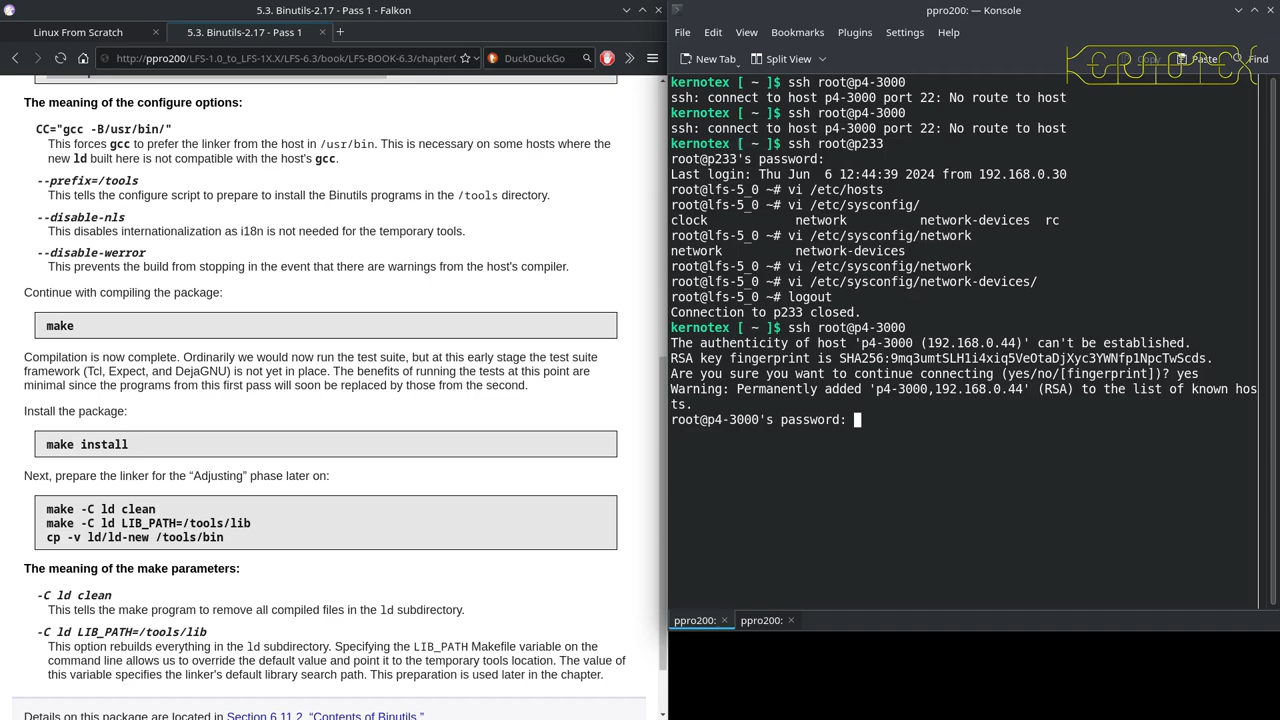 5.3. Binutils-2.17 - Pass 1 - Falkon
Linux From Scratch
5.3. Binutils-2.17 - Pass 1
http://ppro200/LFS-1.0_to_LFS-1X.X/LFS-6.3/book/LFS-BOOK-6.3/chapter(
DuckDuckGo
The meaning of the configure options:
CC="gcc -B/usr/bin/"
This forces gcc to prefer the linker from the host in /usr/bin. This is necessary on some hosts where the
new ld built here is not compatible with the host's gcc.
--prefix=/tools
This tells the configure script to prepare to install the Binutils programs in the /tools directory.
--disable-nls
This disables internationalization as i18n is not needed for the temporary tools.
--disable-werror
This prevents the build from stopping in the event that there are warnings from the host's compiler.
Continue with compiling the package:
make
Compilation is now complete. Ordinarily we would now run the test suite, but at this early stage the test suite
framework (Tcl, Expect, and DejaGNU) is not yet in place. The benefits of running the tests at this point are
minimal since the programs from this first pass will soon be replaced by those from the second.
Install the package:
make install
Next, prepare the linker for the “Adjusting” phase later on:
make -C ld clean
make -C ld LIB_PATH=/tools/lib
cp -v ld/ld-new /tools/bin
The meaning of the make parameters:
-C ld clean
This tells the make program to remove all compiled files in the ld subdirectory.
-C ld LIB_PATH=/tools/lib
This option rebuilds everything in the ld subdirectory. Specifying the LIB_PATH Makefile variable on the
command line allows us to override the default value and point it to the temporary tools location. The value of
this variable specifies the linker's default library search path. This preparation is used later in the chapter.
Details on this package are located in Section 6.11.2, “Contents of Binutils.”
ppro200: — Konsole
File Edit View Bookmarks Plugins Settings Help
New Tab Split View Copy Paste Find
KERNOTEX
kernotex [ ~ ]$ ssh root@p4-3000
ssh: connect to host p4-3000 port 22: No route to host
kernotex [ ~ ]$ ssh root@p4-3000
ssh: connect to host p4-3000 port 22: No route to host
kernotex [ ~ ]$ ssh root@p233
root@p233's password:
Last login: Thu Jun  6 12:44:39 2024 from 192.168.0.30
root@lfs-5_0 ~# vi /etc/hosts
root@lfs-5_0 ~# vi /etc/sysconfig/
clock network network-devices rc
root@lfs-5_0 ~# vi /etc/sysconfig/network
network network-devices
root@lfs-5_0 ~# vi /etc/sysconfig/network
root@lfs-5_0 ~# vi /etc/sysconfig/network-devices/
root@lfs-5_0 ~# logout
Connection to p233 closed.
kernotex [ ~ ]$ ssh root@p4-3000
The authenticity of host 'p4-3000 (192.168.0.44)' can't be established.
RSA key fingerprint is SHA256:9mq3umtSLH1i4xiq5VeOtaDjXyc3YWNfp1NpcTwScds.
Are you sure you want to continue connecting (yes/no/[fingerprint])? yes
Warning: Permanently added 'p4-3000,192.168.0.44' (RSA) to the list of known hos
ts.
root@p4-3000's password:
ppro200: ppro200: